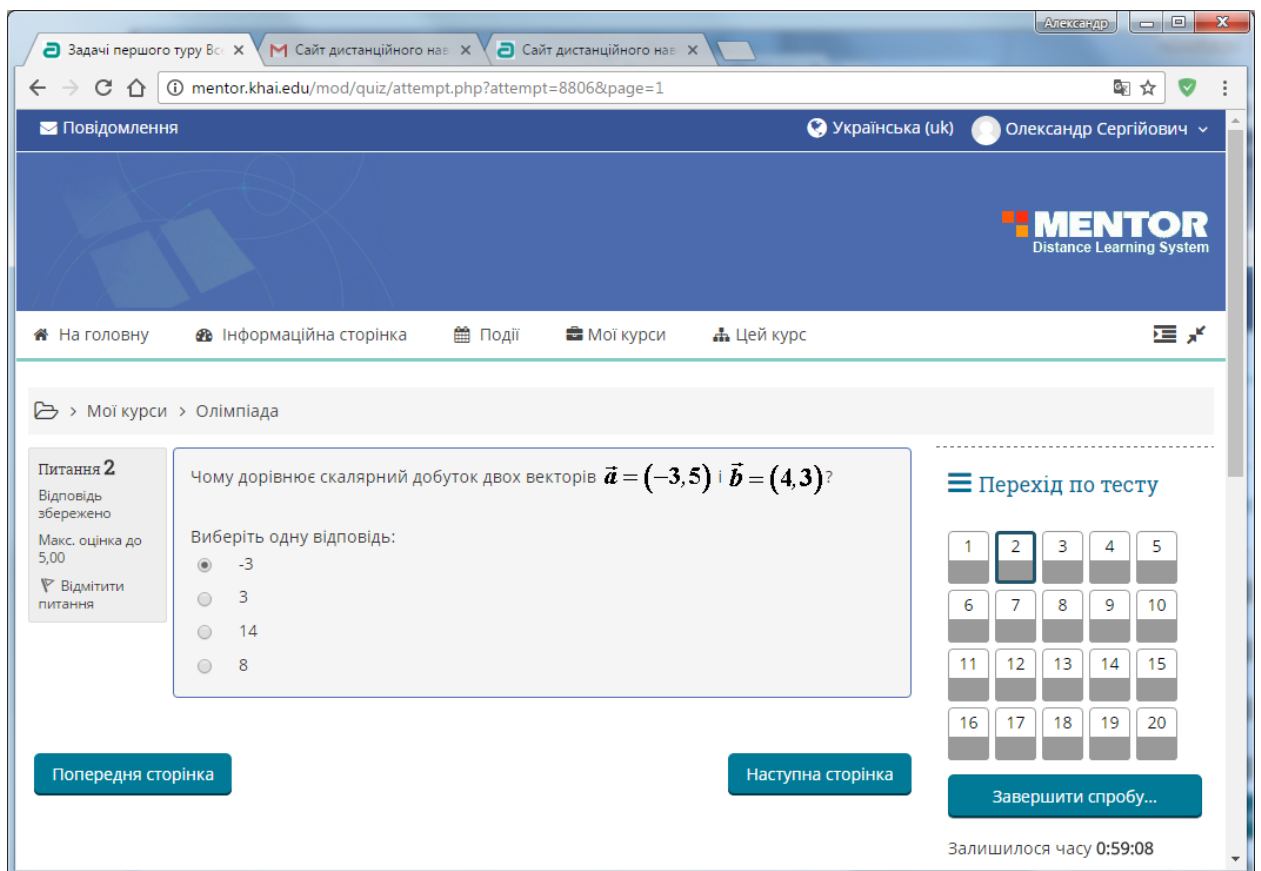 Александр
Задачі першого туру Все
Сайт дистанційного нав
Сайт дистанційного нав
mentor.khai.edu/mod/quiz/attempt.php?attempt=8806&page=1
Повідомлення
Українська (uk)
Олександр Сергійович
MENTOR
Distance Learning System
На головну
Інформаційна сторінка
Події
Мої курси
Цей курс
> Мої курси > Олімпіада
Питання 2
Відповідь
збережено
Макс. оцінка до
5,00
Відмітити
питання
Чому дорівнює скалярний добуток двох векторів a⃗ = (−3,5) і b⃗ = (4,3)?
Виберіть одну відповідь:
-3
3
14
8
Попередня сторінка
Наступна сторінка
Перехід по тесту
1 2 3 4 5
6 7 8 9 10
11 12 13 14 15
16 17 18 19 20
Завершити спробу...
Залишилося часу 0:59:08